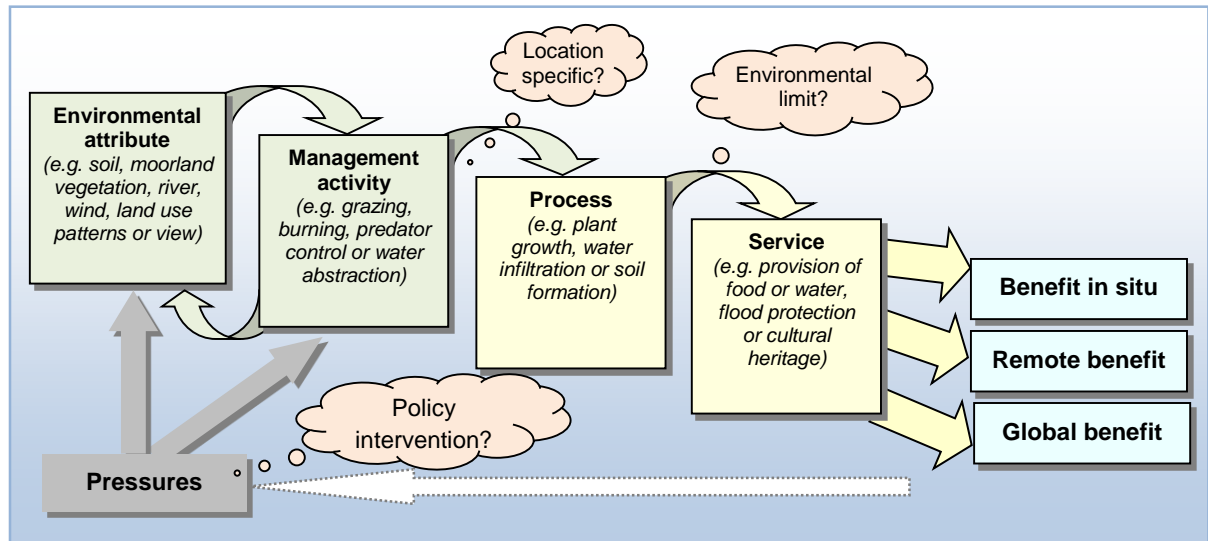 Location
specific?
Environmental
limit?
Environmental
attribute
(e.g. soil, moorland
vegetation, river,
wind, land use
patterns or view)
Management
activity
(e.g. grazing,
burning, predator
control or water
abstraction)
Process
(e.g. plant
growth, water
infiltration or soil
formation)
Service
(e.g. provision of
food or water,
flood protection
or cultural
heritage)
Benefit in situ
Remote benefit
Global benefit
Policy
intervention?
Pressures